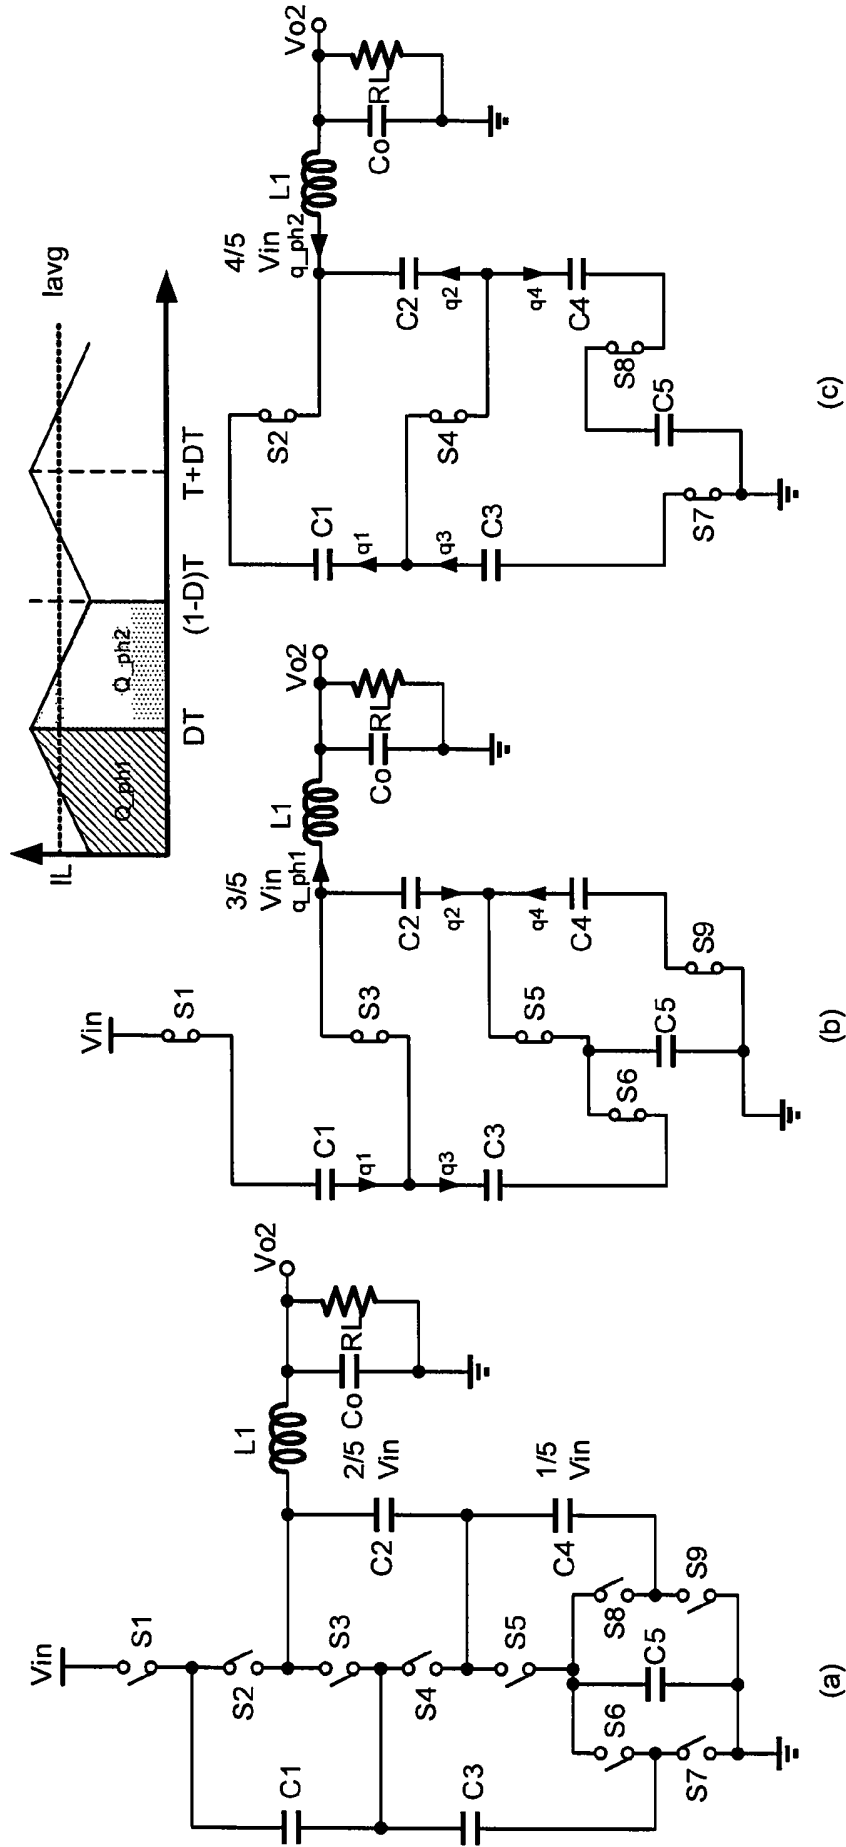 Vin
S1
S2
S3
S4
S5
S6
S7
S8
S9
C1
C2
C3
C4
C5
2/5
Vin
1/5
Vin
L1
Co
RL
Vo2
(a)
Vin
S1
C1
q1
q3
C3
S3
S5
S6
C5
S9
3/5
Vin
q_ph1
C2
q2
q4
C4
L1
Co
RL
Vo2
(b)
IL
Iavg
Q_ph1
Q_ph2
DT
(1-D)T
T+DT
C1
q1
q3
C3
S2
S4
S7
C5
S8
4/5
Vin
q_ph2
C2
q2
q4
C4
L1
Co
RL
Vo2
(c)